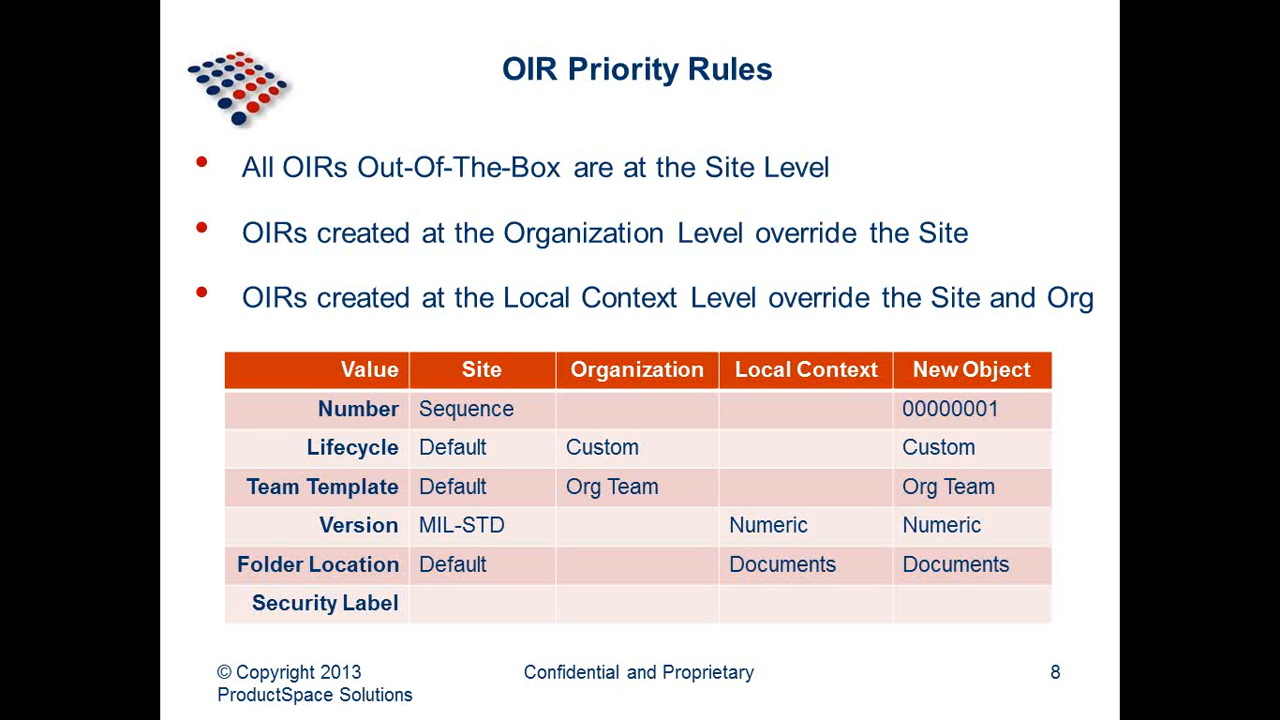 OIR Priority Rules
• All OIRs Out-Of-The-Box are at the Site Level
• OIRs created at the Organization Level override the Site
• OIRs created at the Local Context Level override the Site and Org
Value Site Organization Local Context New Object
Number Sequence 00000001
Lifecycle Default Custom Custom
Team Template Default Org Team Org Team
Version MIL-STD Numeric Numeric
Folder Location Default Documents Documents
Security Label
© Copyright 2013 Confidential and Proprietary 8
ProductSpace Solutions